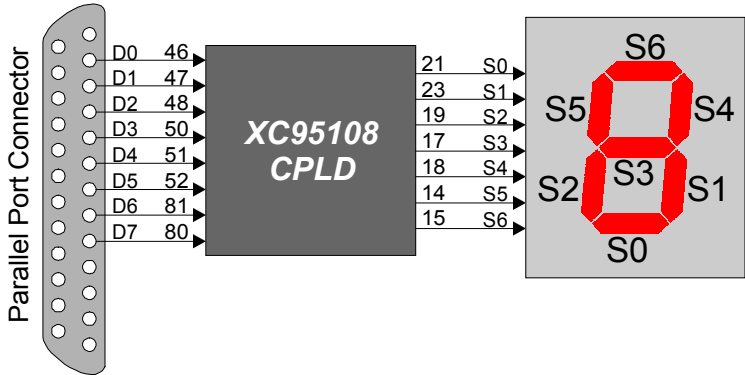 Parallel Port Connector
D0 46
D1 47
D2 48
D3 50
D4 51
D5 52
D6 81
D7 80
XC95108
CPLD
21 S0
23 S1
19 S2
17 S3
18 S4
14 S5
15 S6
S6
S5
S4
S3
S2
S1
S0